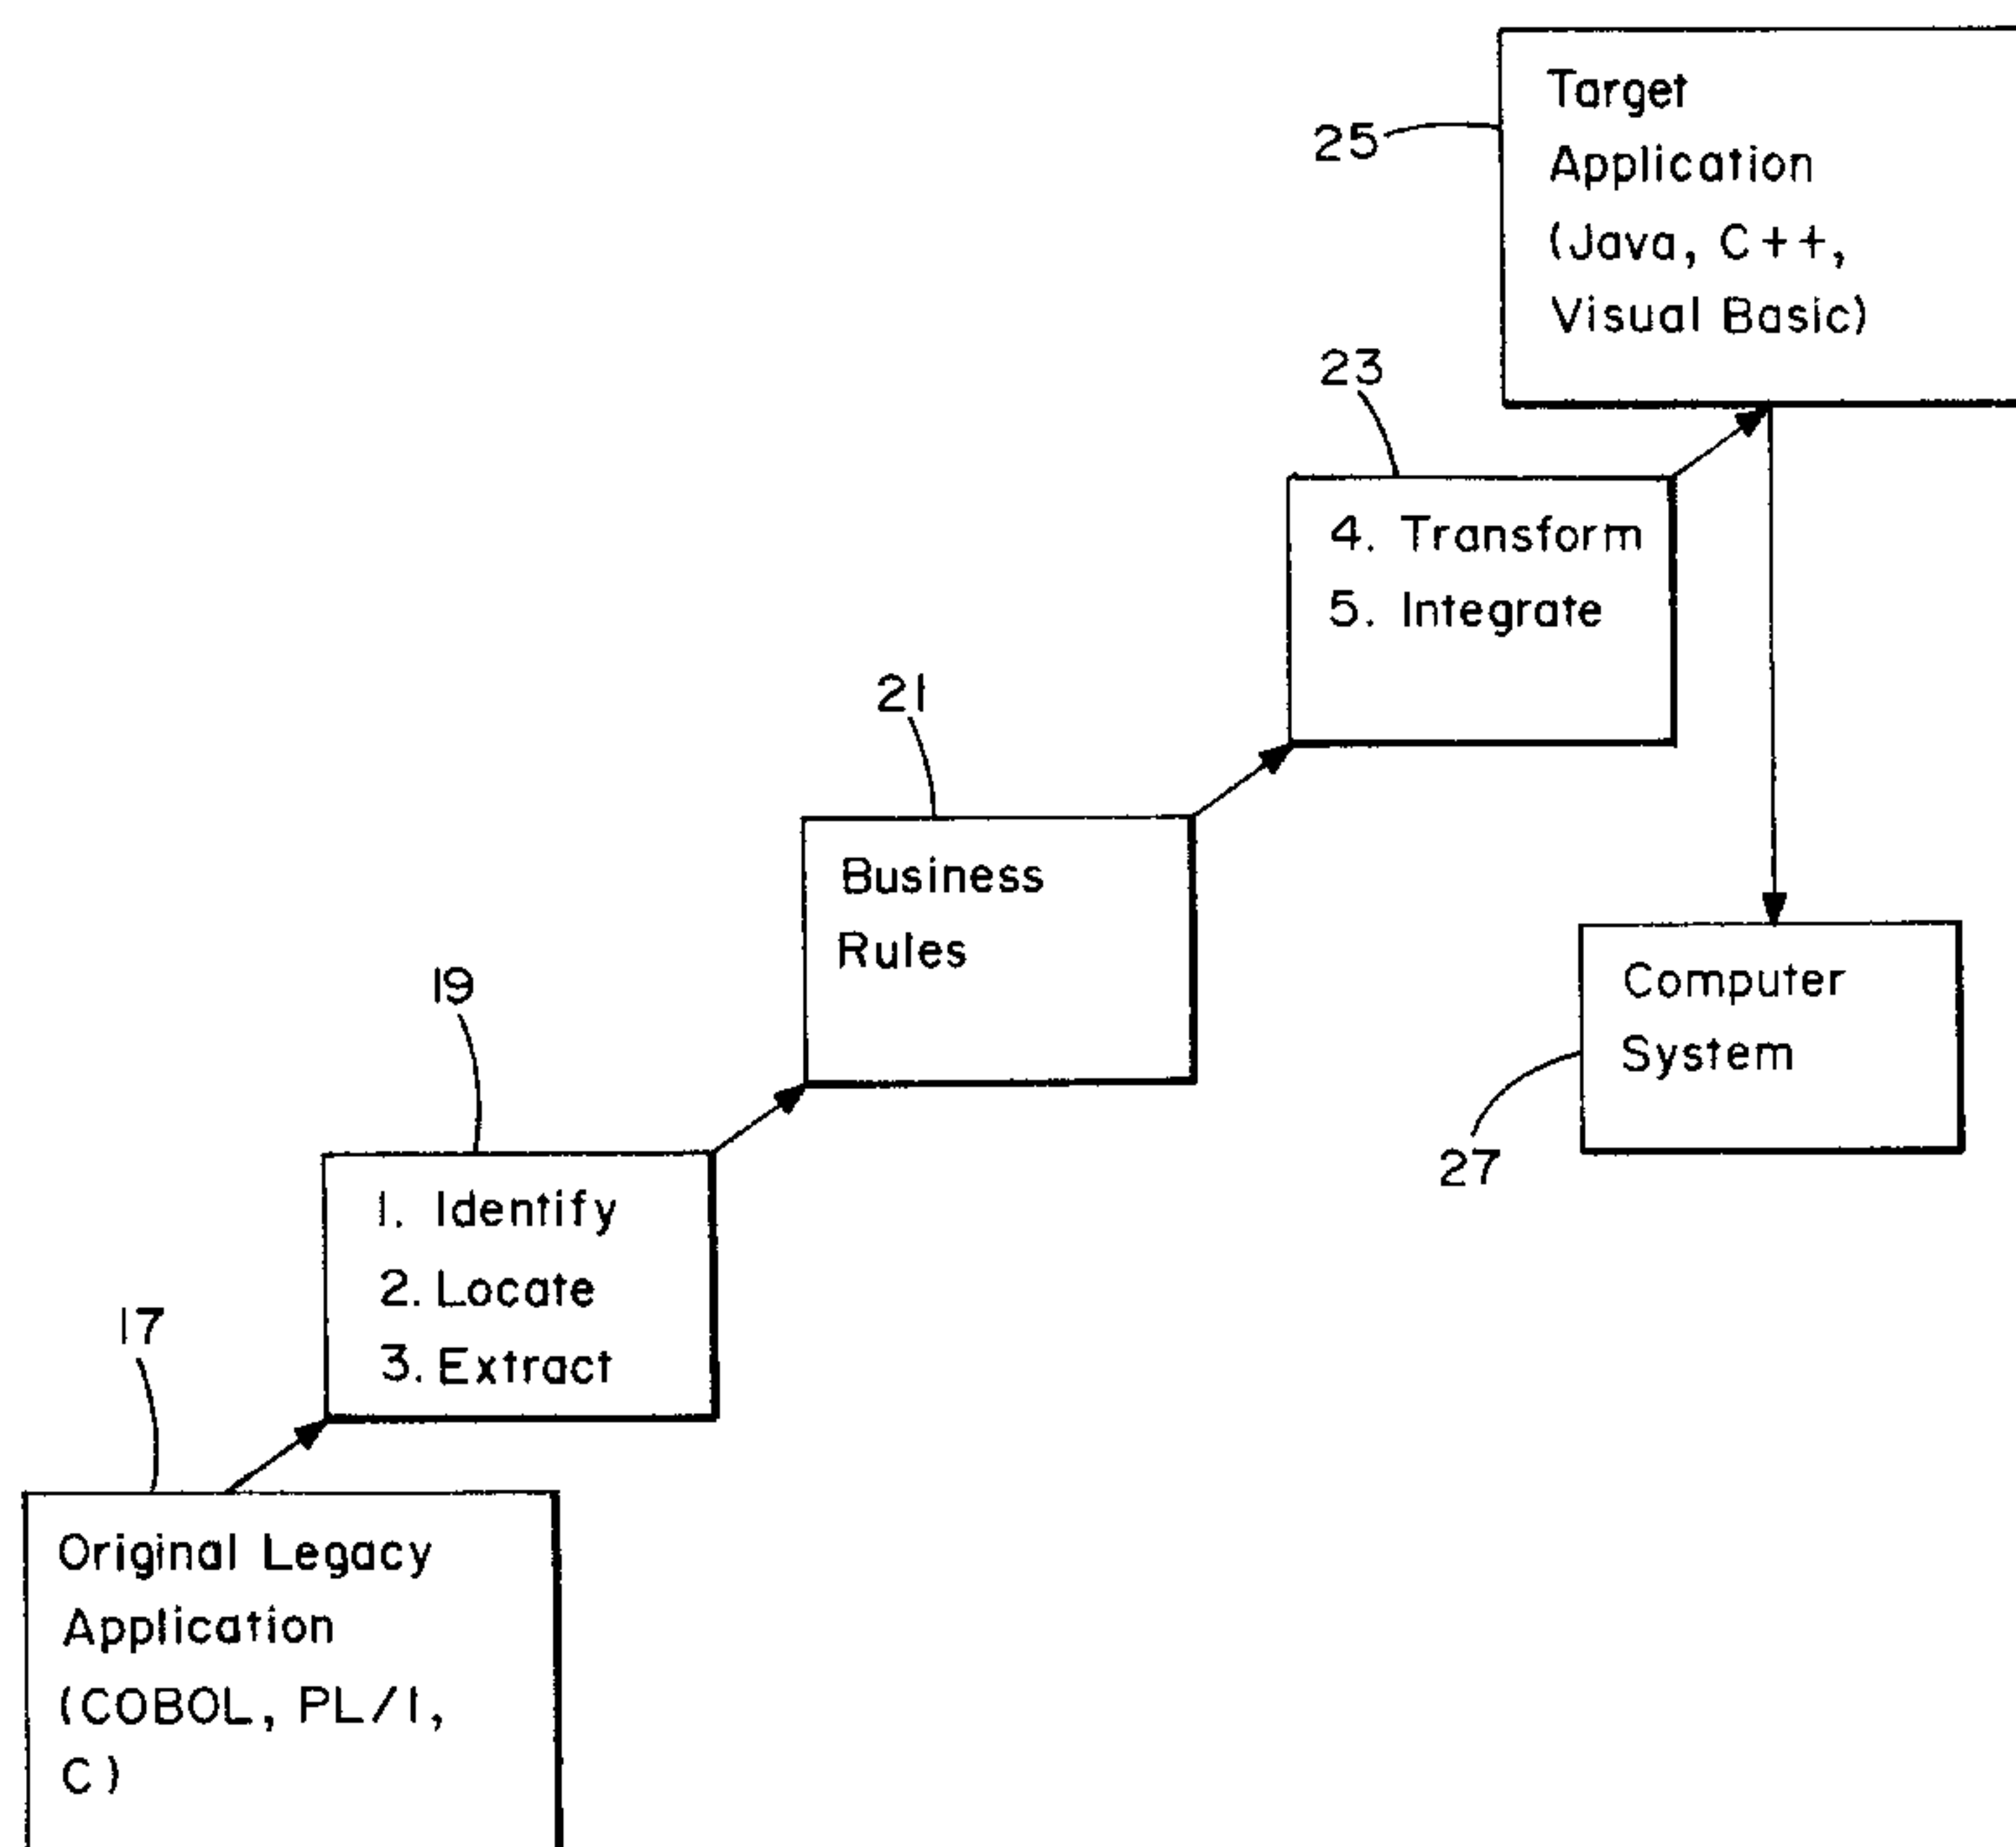 Target
Application
(Java, C++,
Visual Basic)
25
23
4. Transform
5. Integrate
21
Business
Rules
Computer
System
27
19
1. Identify
2. Locate
3. Extract
17
Original Legacy
Application
(COBOL, PL/1,
C)